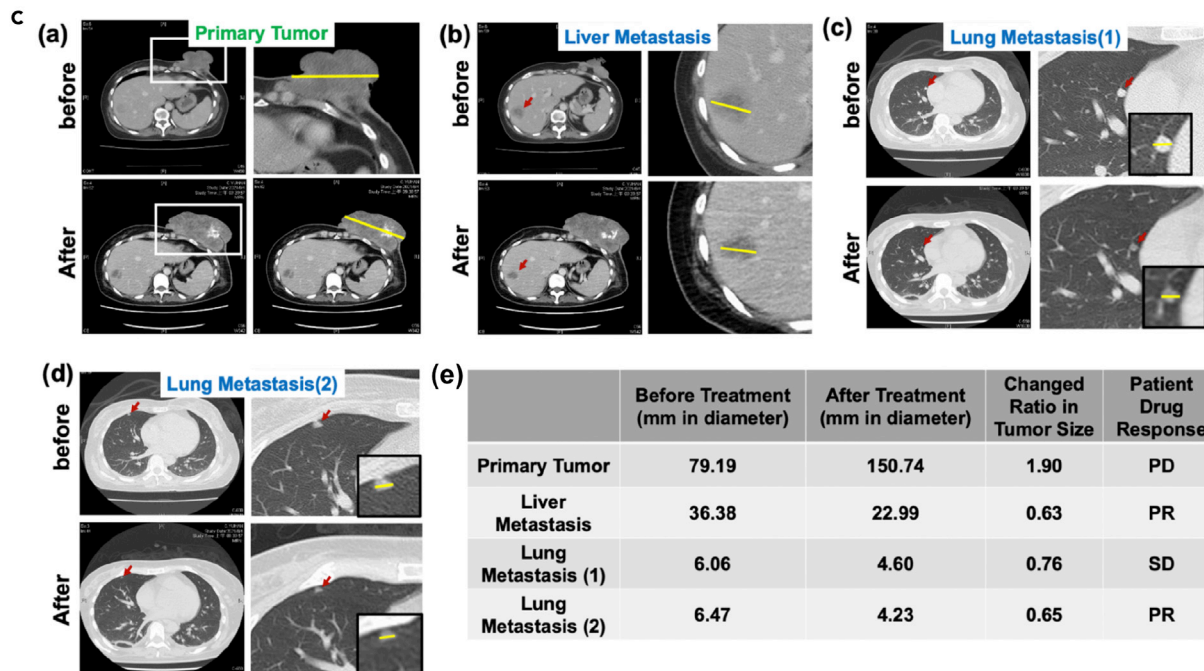 C
(a)
Primary Tumor
before
After
(b)
Liver Metastasis
before
After
(c)
Lung Metastasis(1)
before
After
(d)
Lung Metastasis(2)
before
After
(e)
Before Treatment (mm in diameter) After Treatment (mm in diameter) Changed Ratio in Tumor Size Patient Drug Response
Primary Tumor 79.19 150.74 1.90 PD
Liver Metastasis 36.38 22.99 0.63 PR
Lung Metastasis (1) 6.06 4.60 0.76 SD
Lung Metastasis (2) 6.47 4.23 0.65 PR